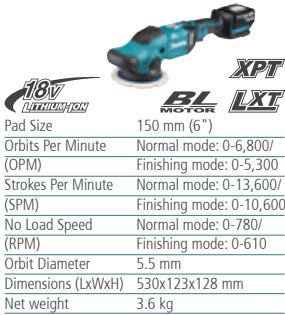 XPT
18V
LITHIUM-ION
BL
MOTOR
LXT
Pad Size 150 mm (6")
Orbits Per Minute Normal mode: 0-6,800/
(OPM) Finishing mode: 0-5,300
Strokes Per Minute Normal mode: 0-13,600/
(SPM) Finishing mode: 0-10,600
No Load Speed Normal mode: 0-780/
(RPM) Finishing mode: 0-610
Orbit Diameter 5.5 mm
Dimensions (LxWxH) 530x123x128 mm
Net weight 3.6 kg